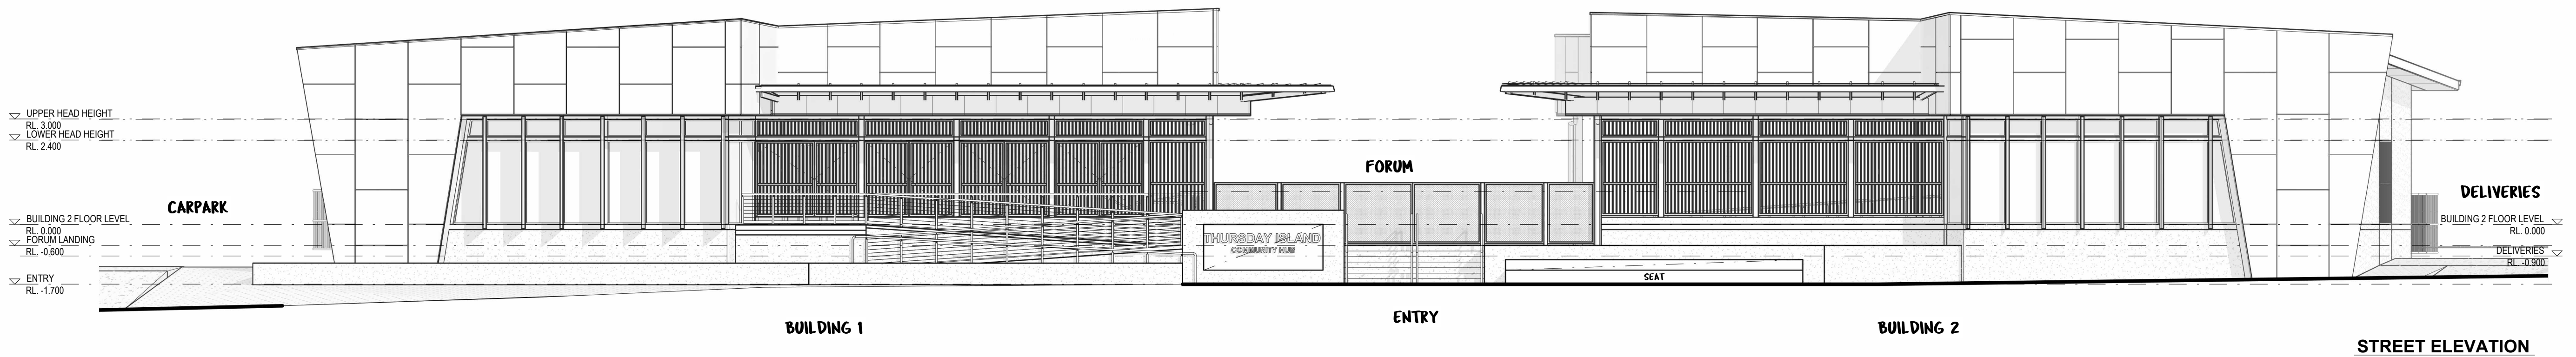 UPPER HEAD HEIGHT
RL. 3.000
LOWER HEAD HEIGHT
RL. 2.400
FORUM
CARPARK
DELIVERIES
BUILDING 2 FLOOR LEVEL
RL. 0.000
FORUM LANDING
RL. -0.600
BUILDING 2 FLOOR LEVEL
RL. 0.000
THURSDAY ISLAND
COMMUNITY HUB
DELIVERIES
RL. -0.900
ENTRY
RL. -1.700
SEAT
ENTRY
BUILDING 1
BUILDING 2
STREET ELEVATION